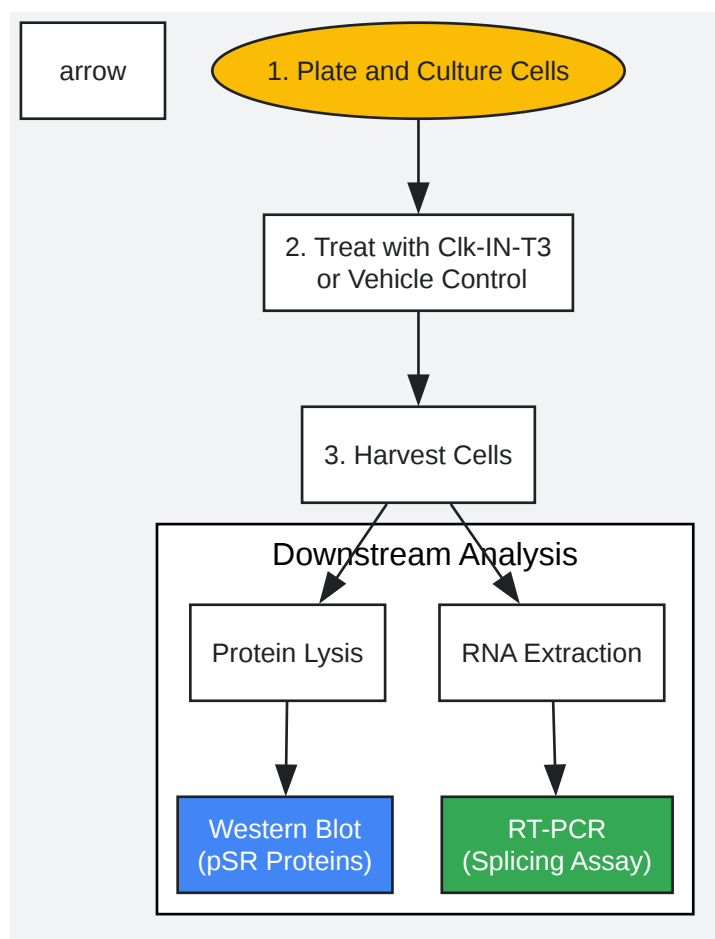 arrow
1. Plate and Culture Cells
2. Treat with Clk-IN-T3
or Vehicle Control
3. Harvest Cells
Downstream Analysis
Protein Lysis
RNA Extraction
Western Blot
(pSR Proteins)
RT-PCR
(Splicing Assay)